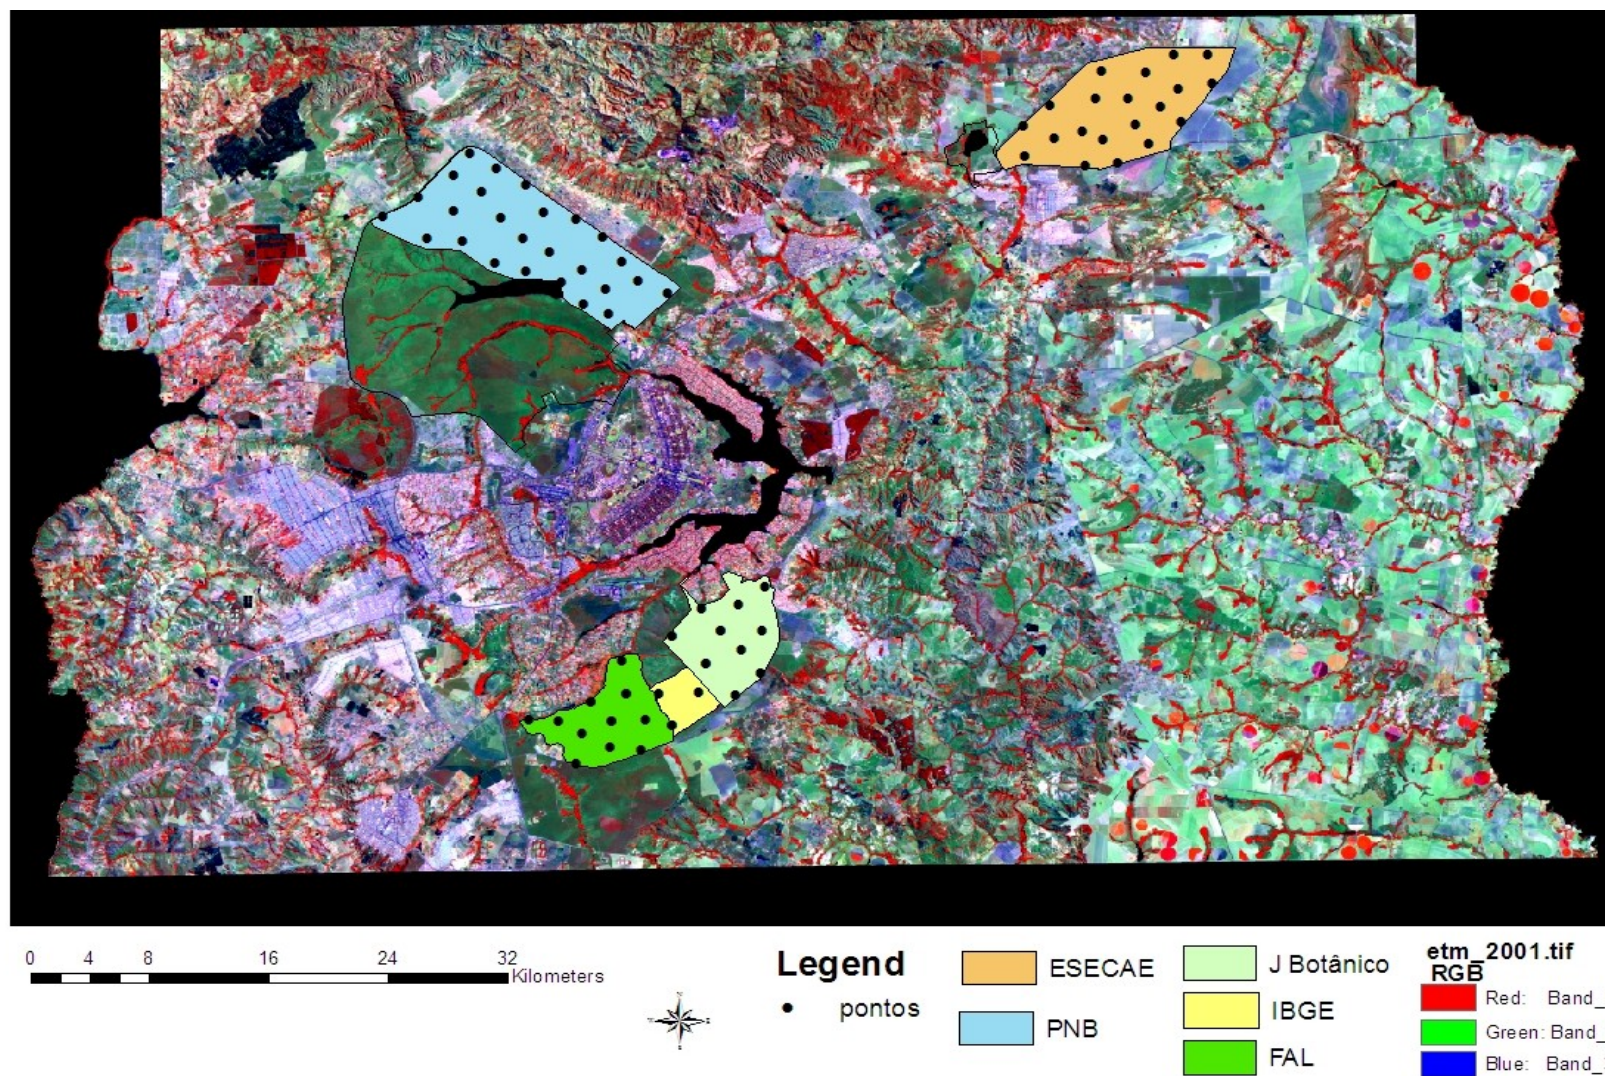 0 4 8 16 24 32
Kilometers
Legend
pontos
ESECAE
PNB
J Botânico
IBGE
FAL
etm_2001.tif
RGB
Red: Band_
Green: Band_
Blue: Band_